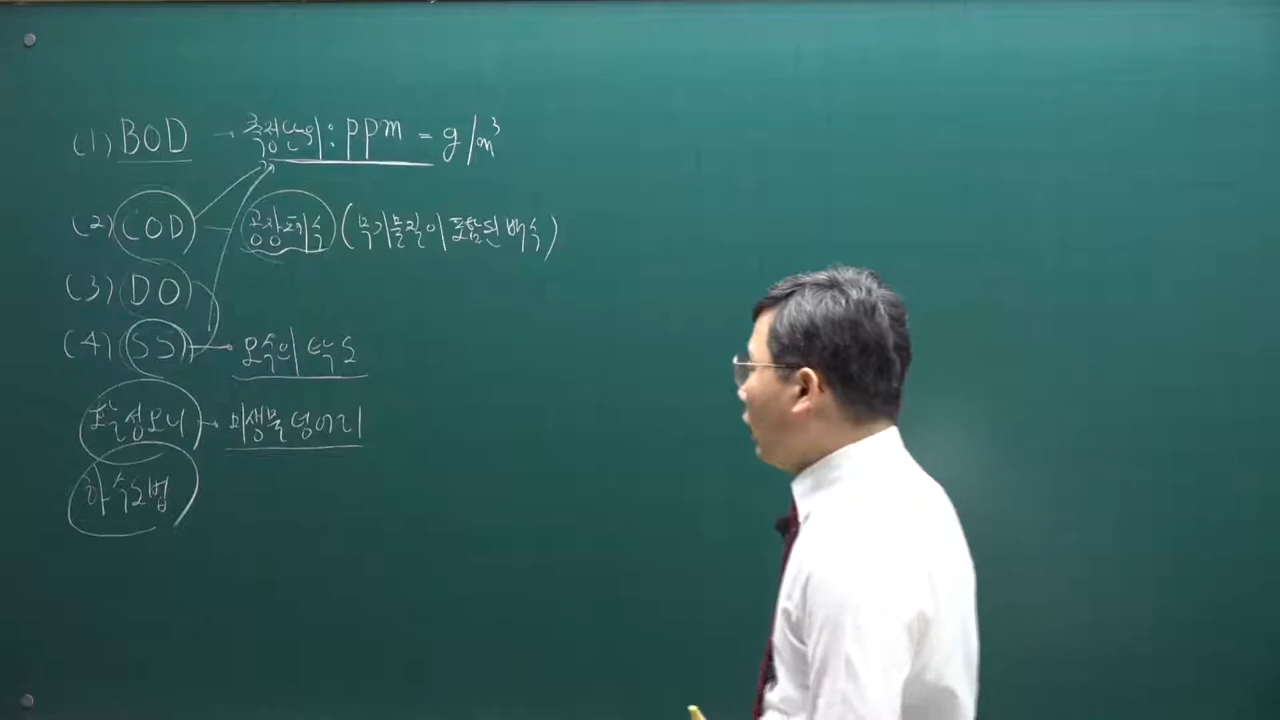 (1) BOD → 측정단위 : ppm = g/m³
(2) COD - 공장폐수 (무기물질이 포함된 배수)
(3) DO
(4) SS → 오수의 탁도
활성오니 → 미생물 덩어리
하수도법